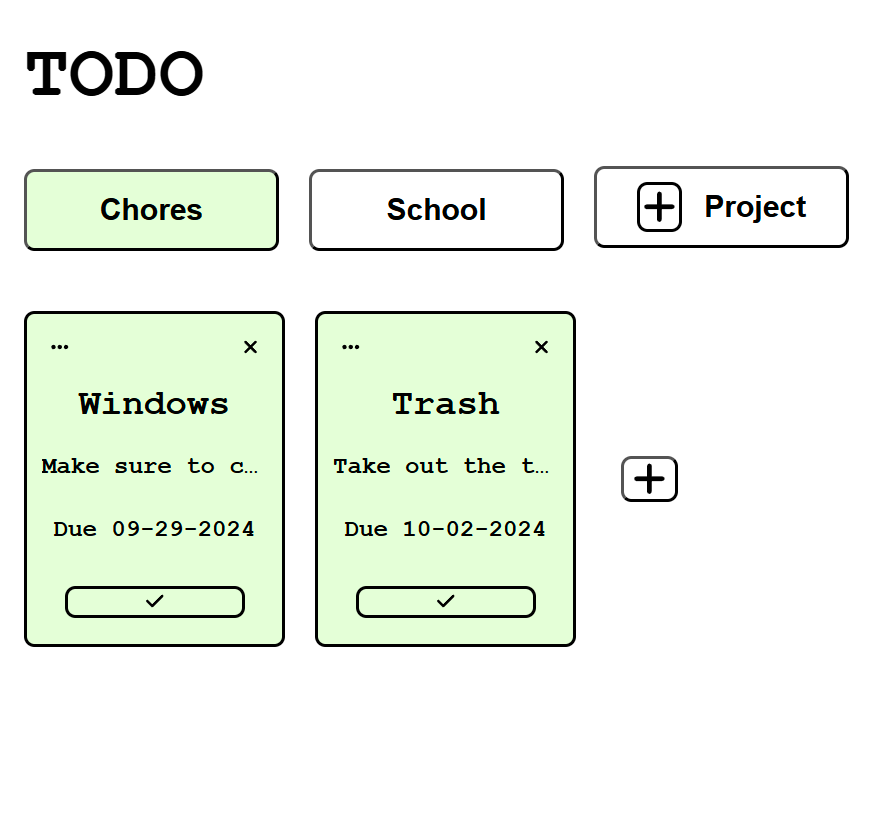 TODO
Chores
School
Project
Windows
Make sure to c...
Due 09-29-2024
Trash
Take out the t...
Due 10-02-2024